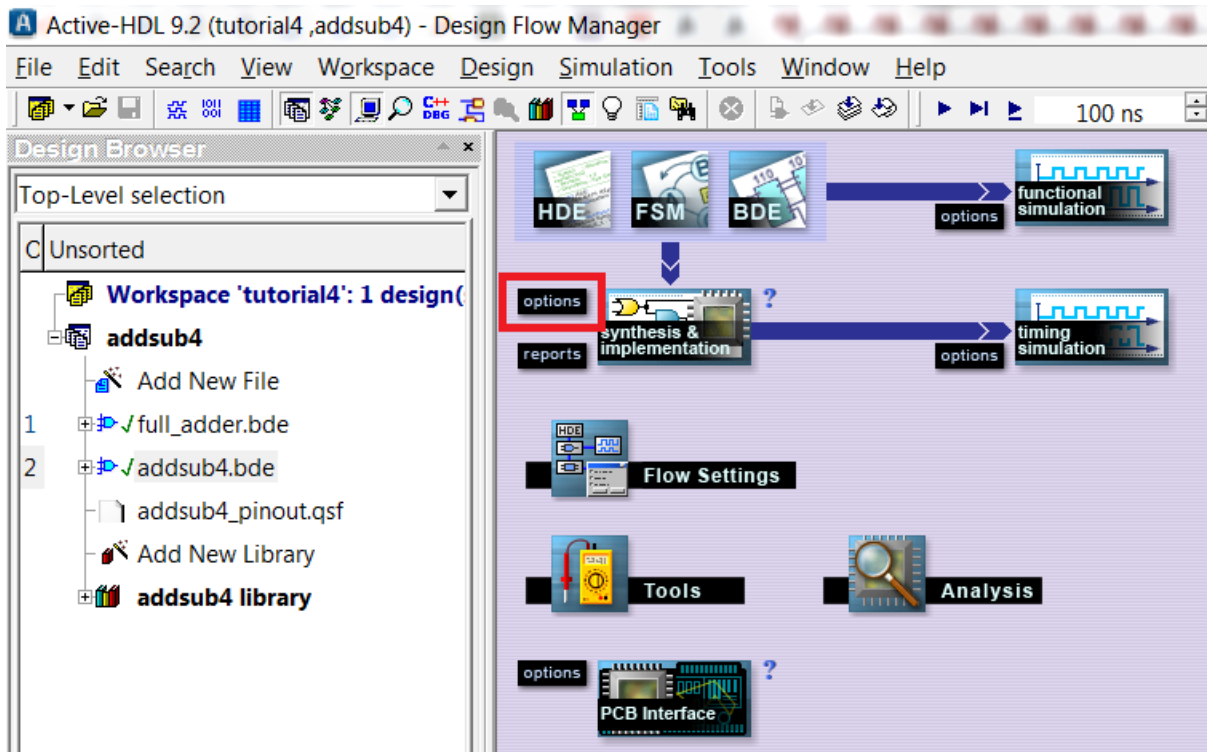 Active-HDL 9.2 (tutorial4 ,addsub4) - Design Flow Manager
File Edit Search View Workspace Design Simulation Tools Window Help
C++ DBG
100 ns
Design Browser
Top-Level selection
C Unsorted
Workspace 'tutorial4': 1 design(
addsub4
Add New File
1 full_adder.bde
2 addsub4.bde
addsub4_pinout.qsf
Add New Library
addsub4 library
HDE FSM BDE
options
functional
simulation
options
synthesis &
implementation
?
reports
options
timing
simulation
HDE
Flow Settings
Tools
Analysis
options
PCB Interface
?